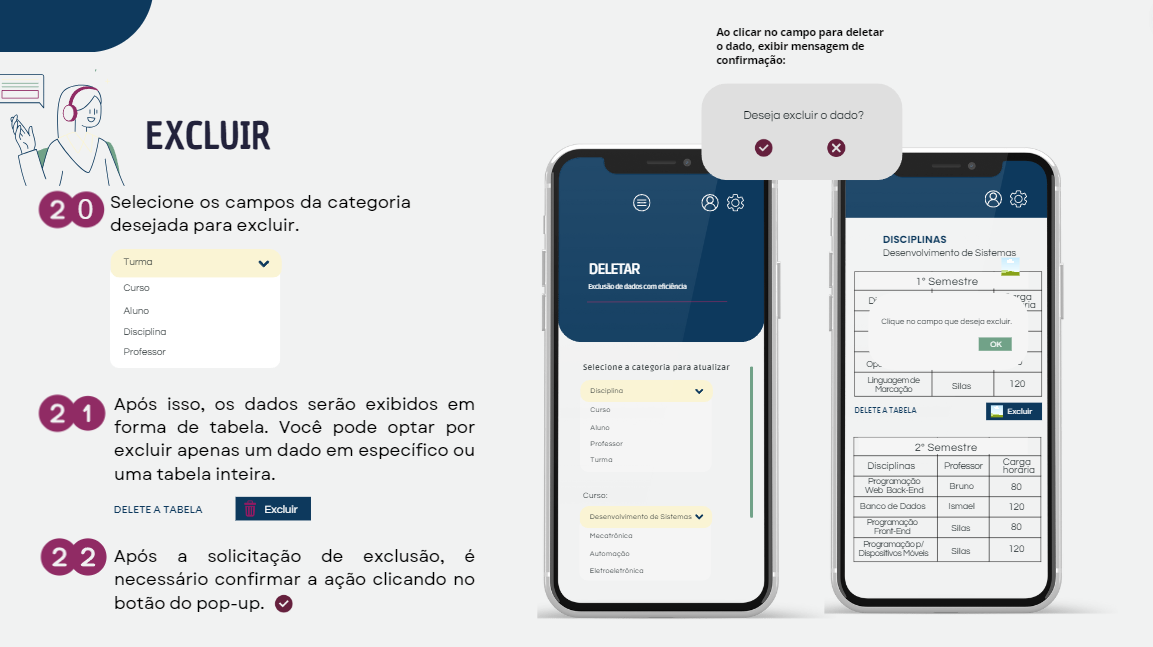 EXCLUIR
20
Selecione os campos da categoria
desejada para excluir.
Turma
Curso
Aluno
Disciplina
Professor
21
Após isso, os dados serão exibidos em
forma de tabela. Você pode optar por
excluir apenas um dado em específico ou
uma tabela inteira.
DELETE A TABELA
Excluir
22
Após a solicitação de exclusão, é
necessário confirmar a ação clicando no
botão do pop-up.
Ao clicar no campo para deletar
o dado, exibir mensagem de
confirmação:
Deseja excluir o dado?
DELETAR
Exclusão de dados com eficiência
Selecione a categoria para atualizar
Disciplina
Curso
Aluno
Professor
Turma
Curso:
Desenvolvimento de Sistemas
Mecatrônica
Automação
Eletroeletrônica
DISCIPLINAS
Desenvolvimento de Sistemas
1º Semestre
Clique no campo que deseja excluir.
OK
Linguagem de
Marcação
Silas
120
DELETE A TABELA
Excluir
2º Semestre
Disciplinas
Professor
Carga
horária
Programação
Web Back-End
Bruno
80
Banco de Dados
Ismael
120
Programação
Front-End
Silas
80
Programação p/
Dispositivos Móveis
Silas
120